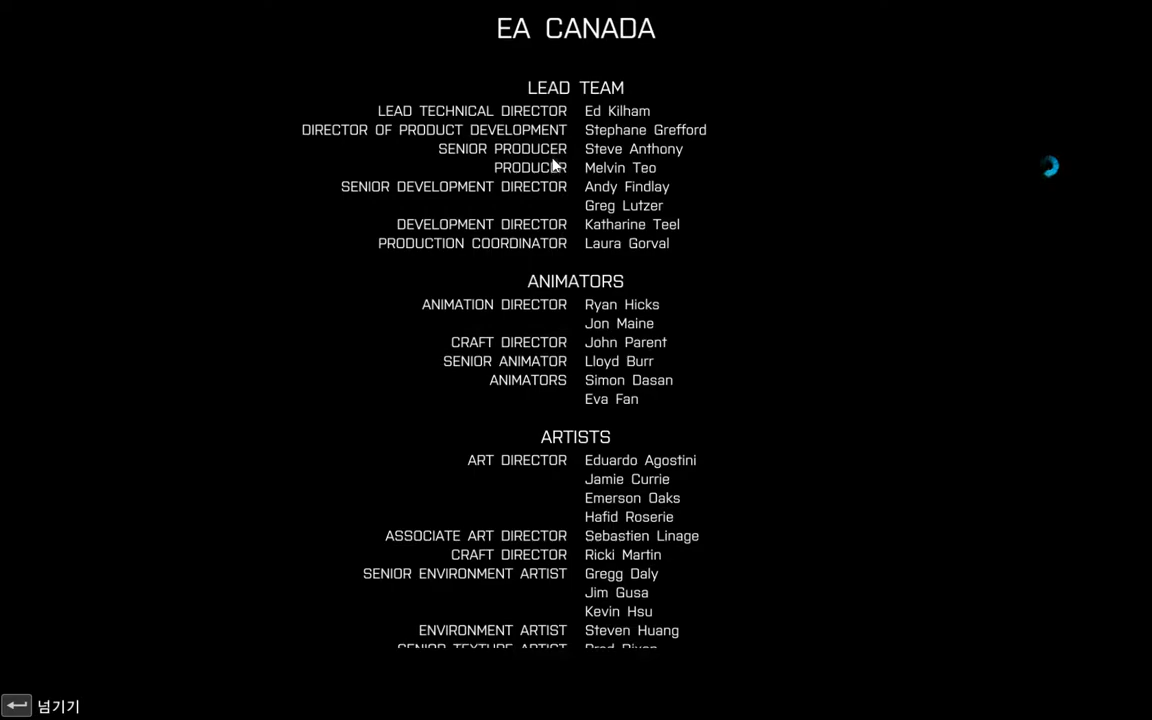 EA CANADA
LEAD TEAM
LEAD TECHNICAL DIRECTOR Ed Kilham
DIRECTOR OF PRODUCT DEVELOPMENT Stephane Grefford
SENIOR PRODUCER Steve Anthony
PRODUCER Melvin Teo
SENIOR DEVELOPMENT DIRECTOR Andy Findlay
Greg Lutzer
DEVELOPMENT DIRECTOR Katharine Teel
PRODUCTION COORDINATOR Laura Gorval
ANIMATORS
ANIMATION DIRECTOR Ryan Hicks
Jon Maine
CRAFT DIRECTOR John Parent
SENIOR ANIMATOR Lloyd Burr
ANIMATORS Simon Dasan
Eva Fan
ARTISTS
ART DIRECTOR Eduardo Agostini
Jamie Currie
Emerson Oaks
Hafid Roserie
ASSOCIATE ART DIRECTOR Sebastien Linage
CRAFT DIRECTOR Ricki Martin
SENIOR ENVIRONMENT ARTIST Gregg Daly
Jim Gusa
Kevin Hsu
ENVIRONMENT ARTIST Steven Huang
SENIOR TEXTURE ARTIST
넘기기